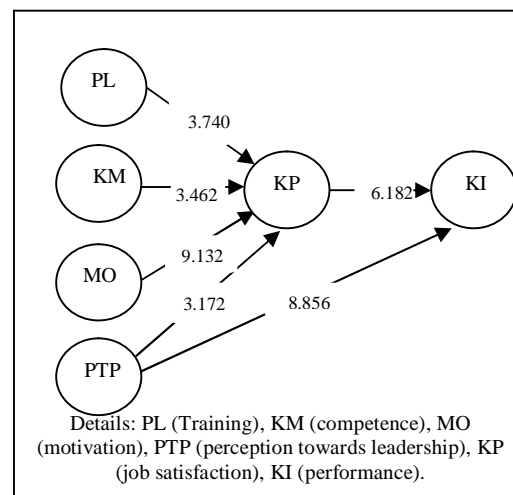 PL
3.740
KM
3.462
KP
6.182
KI
MO
9.132
3.172
8.856
PTP
Details: PL (Training), KM (competence), MO
(motivation), PTP (perception towards leadership), KP
(job satisfaction), KI (performance).